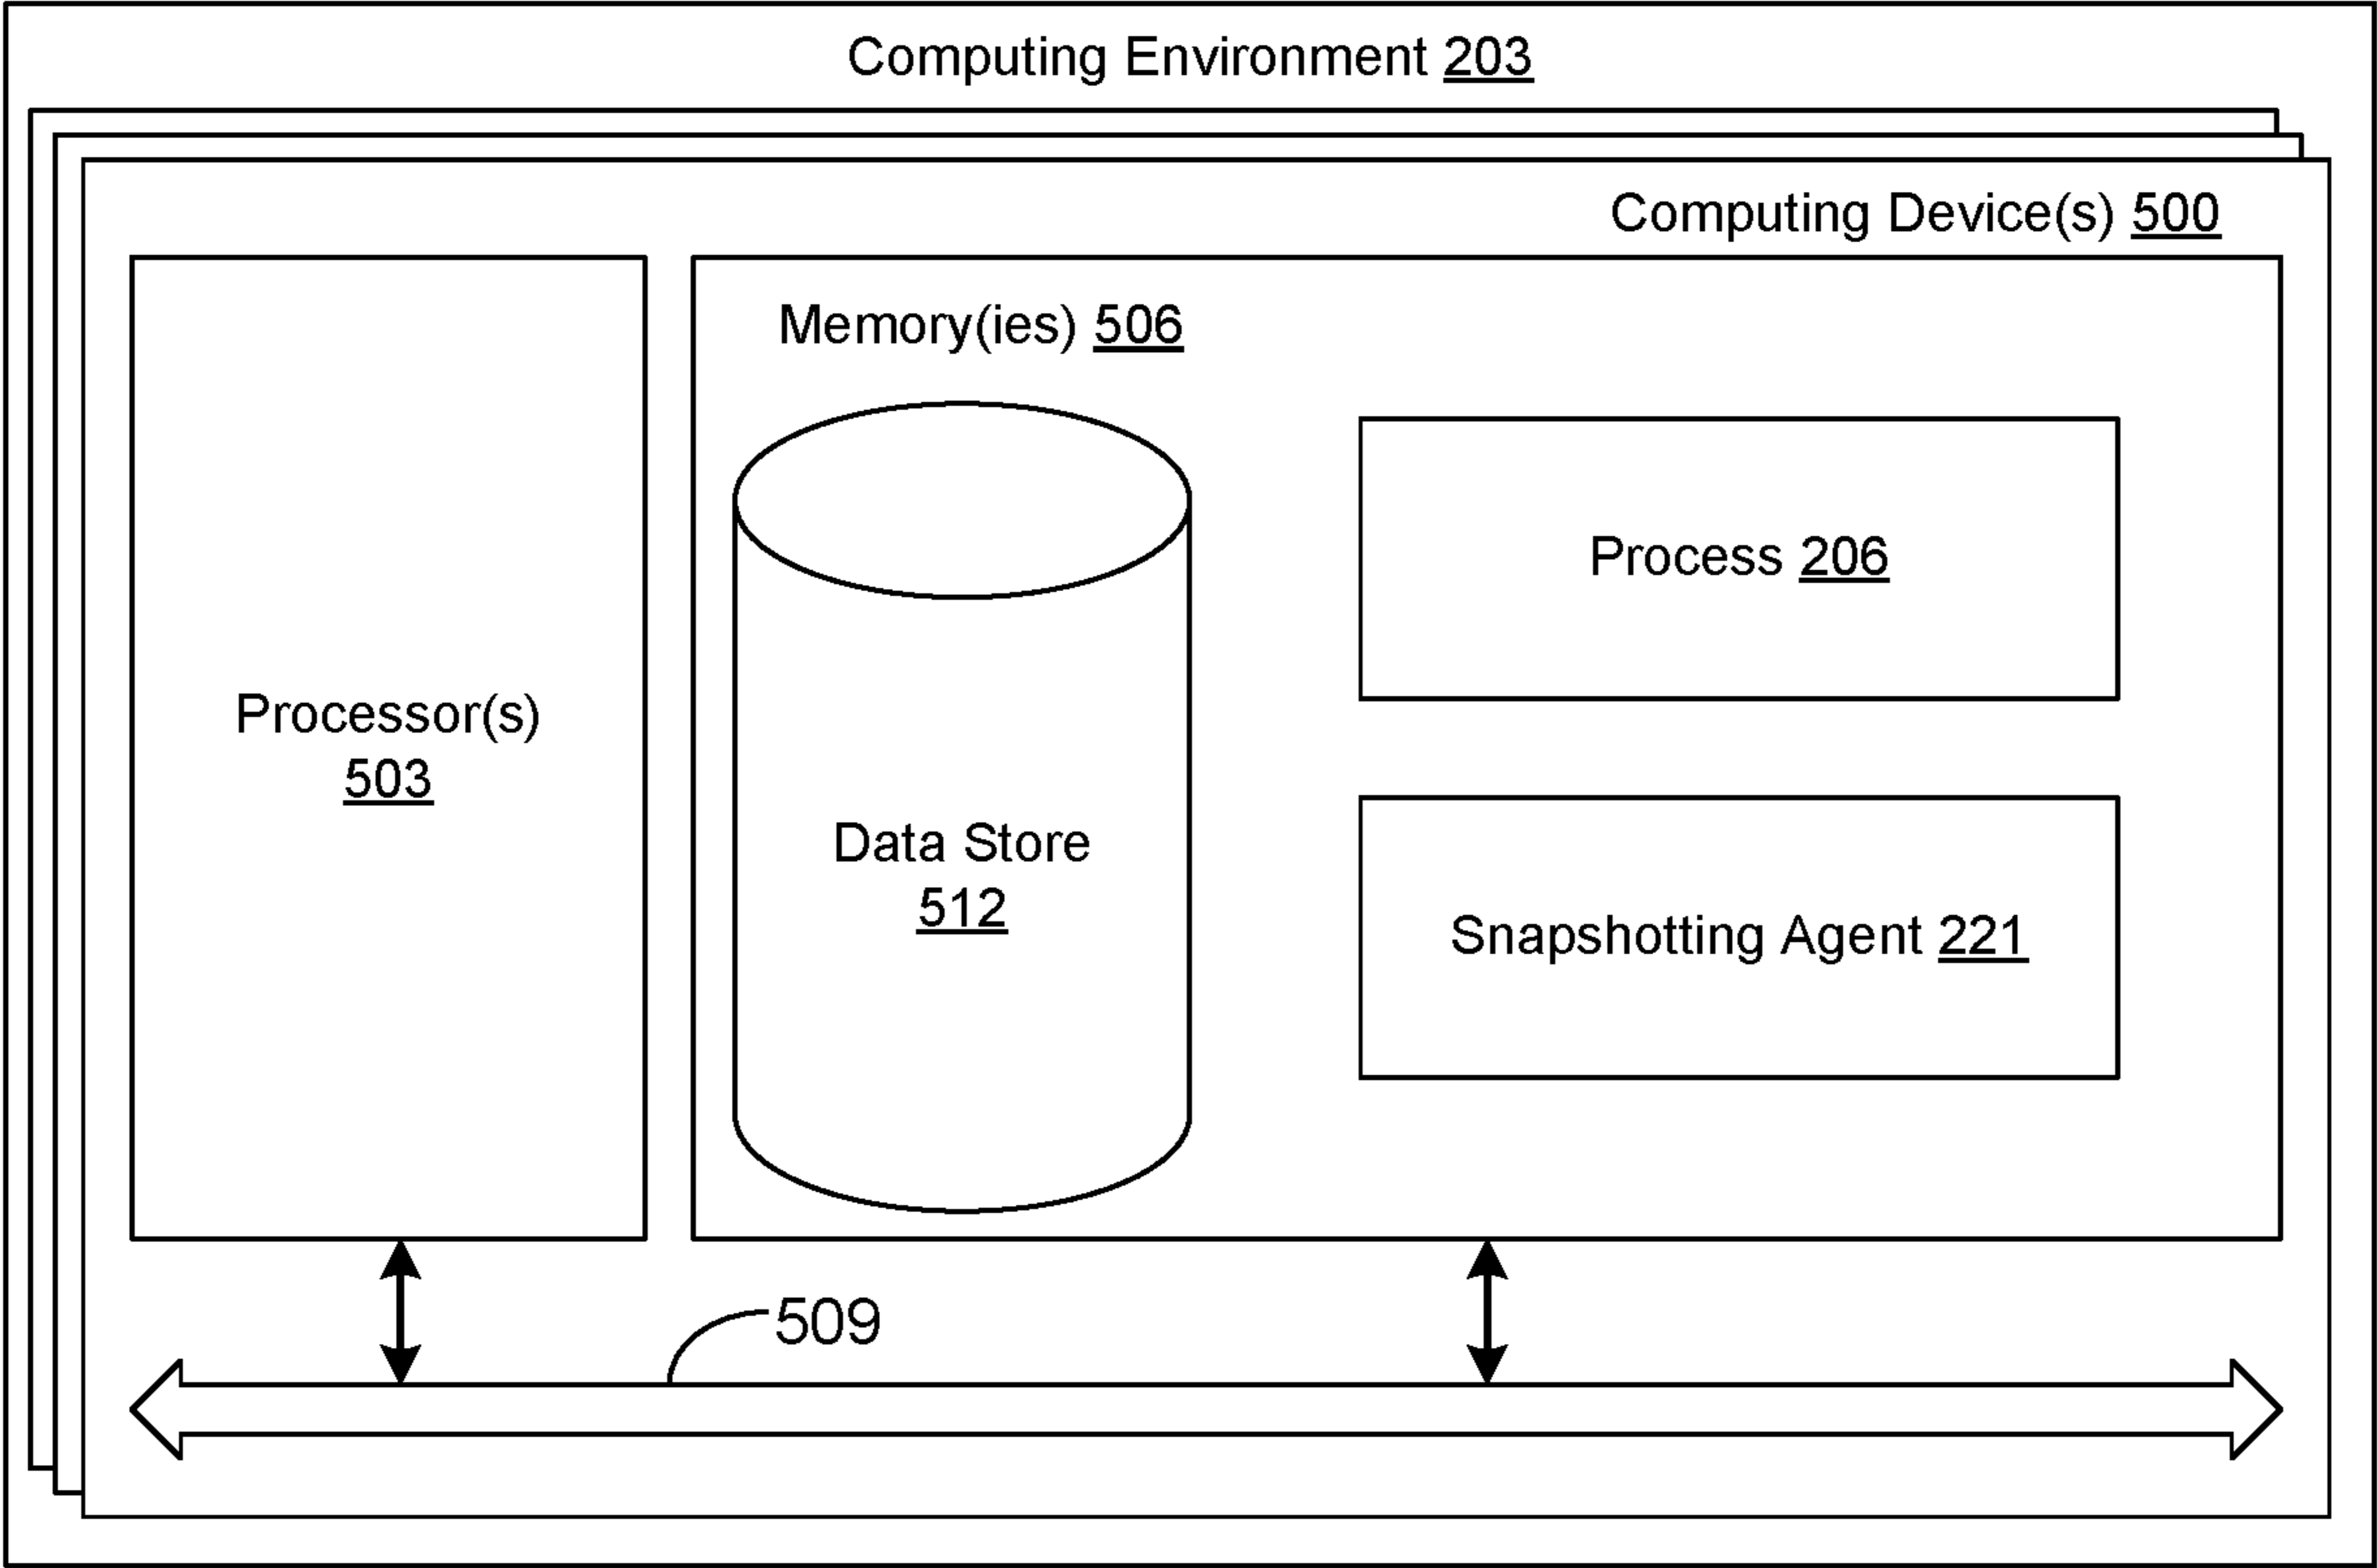 Computing Environment 203
Computing Device(s) 500
Memory(ies) 506
Process 206
Processor(s)
503
Data Store
512
Snapshotting Agent 221
509